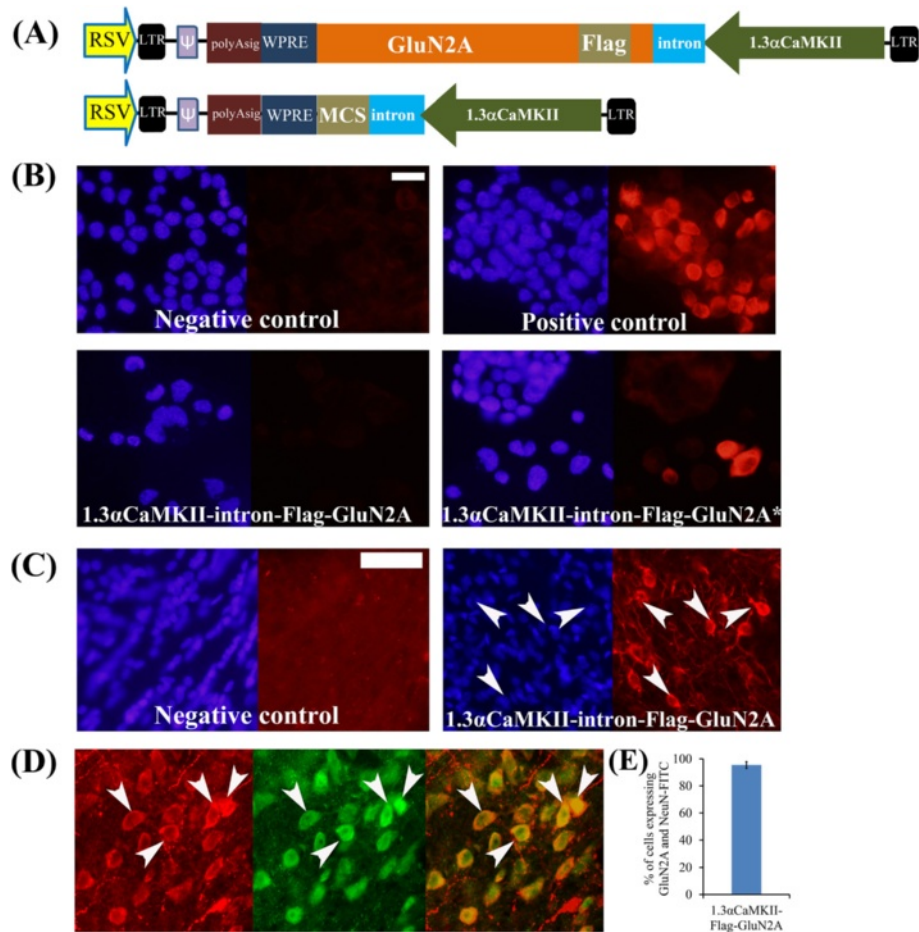 (A)
RSV LTR Ψ polyAsig WPRE GluN2A Flag intron 1.3αCaMKII LTR
RSV LTR Ψ polyAsig WPRE MCS intron 1.3αCaMKII LTR
(B)
Negative control
Positive control
1.3αCaMKII-intron-Flag-GluN2A
1.3αCaMKII-intron-Flag-GluN2A*
(C)
Negative control
1.3αCaMKII-intron-Flag-GluN2A
(D)
(E)
% of cells expressing
GluN2A and NeuN-FITC
100
80
60
40
20
0
1.3αCaMKII-
Flag-GluN2A